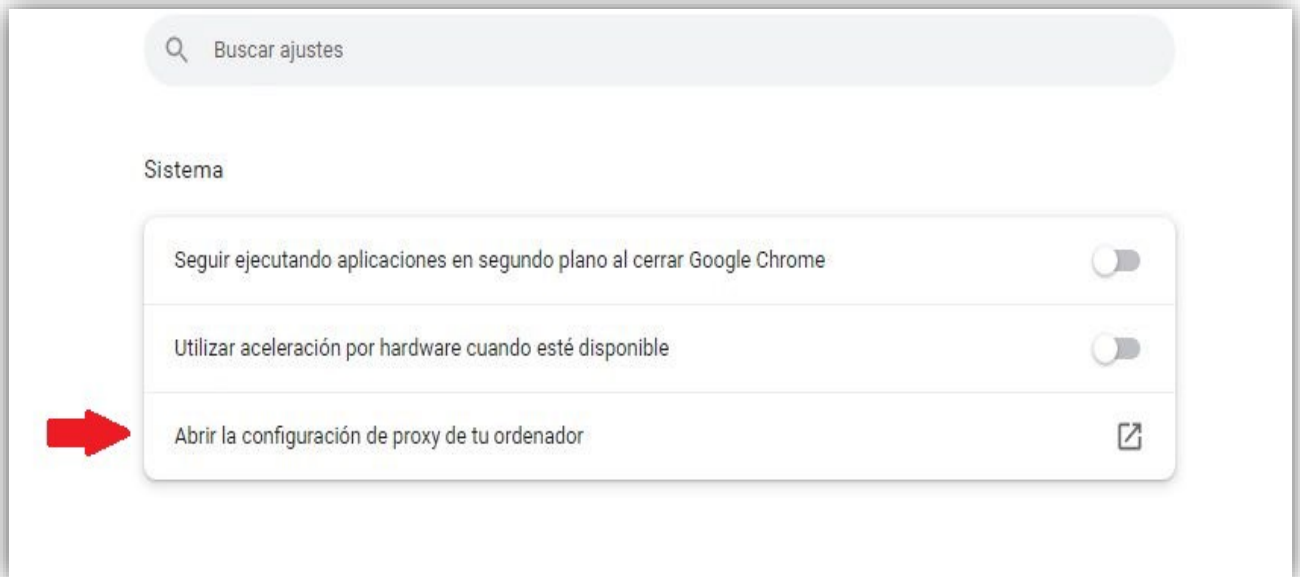 Buscar ajustes
Sistema
Seguir ejecutando aplicaciones en segundo plano al cerrar Google Chrome
Utilizar aceleración por hardware cuando esté disponible
Abrir la configuración de proxy de tu ordenador